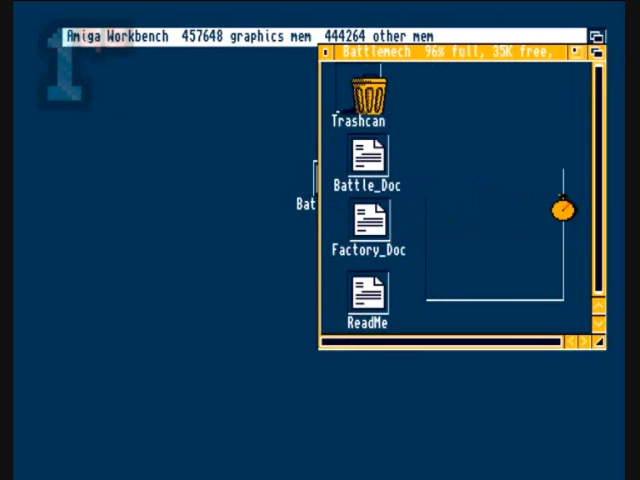 Amiga Workbench 457648 graphics mem 444264 other mem
Battlemech 96% full, 35K free,
Trashcan
Battle_Doc
Bat
Factory_Doc
ReadMe